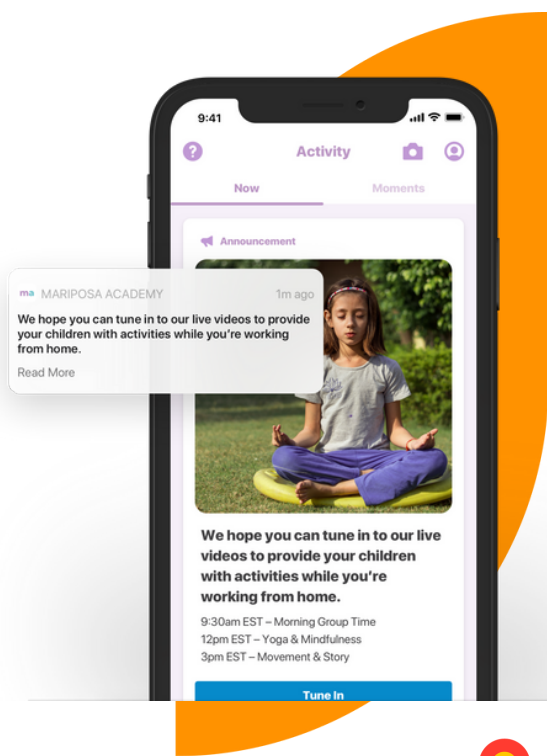 9:41
Activity
Now
Moments
Announcement
ma MARIPOSA ACADEMY
1m ago
We hope you can tune in to our live videos to provide
your children with activities while you're working
from home.
Read More
We hope you can tune in to our live
videos to provide your children
with activities while you're
working from home.
9:30am EST – Morning Group Time
12pm EST – Yoga & Mindfulness
3pm EST – Movement & Story
Tune In